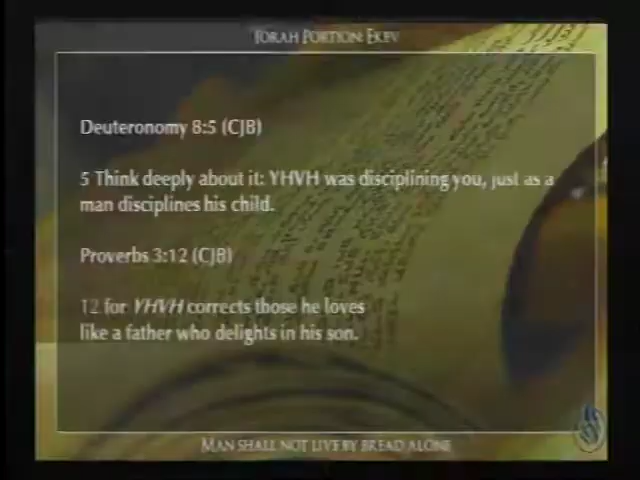 TORAH PORTION: EKEV
Deuteronomy 8:5 (CJB)
5 Think deeply about it: YHVH was disciplining you, just as a
man disciplines his child.
Proverbs 3:12 (CJB)
12 for YHVH corrects those he loves
like a father who delights in his son.
MAN SHALL NOT LIVE BY BREAD ALONE